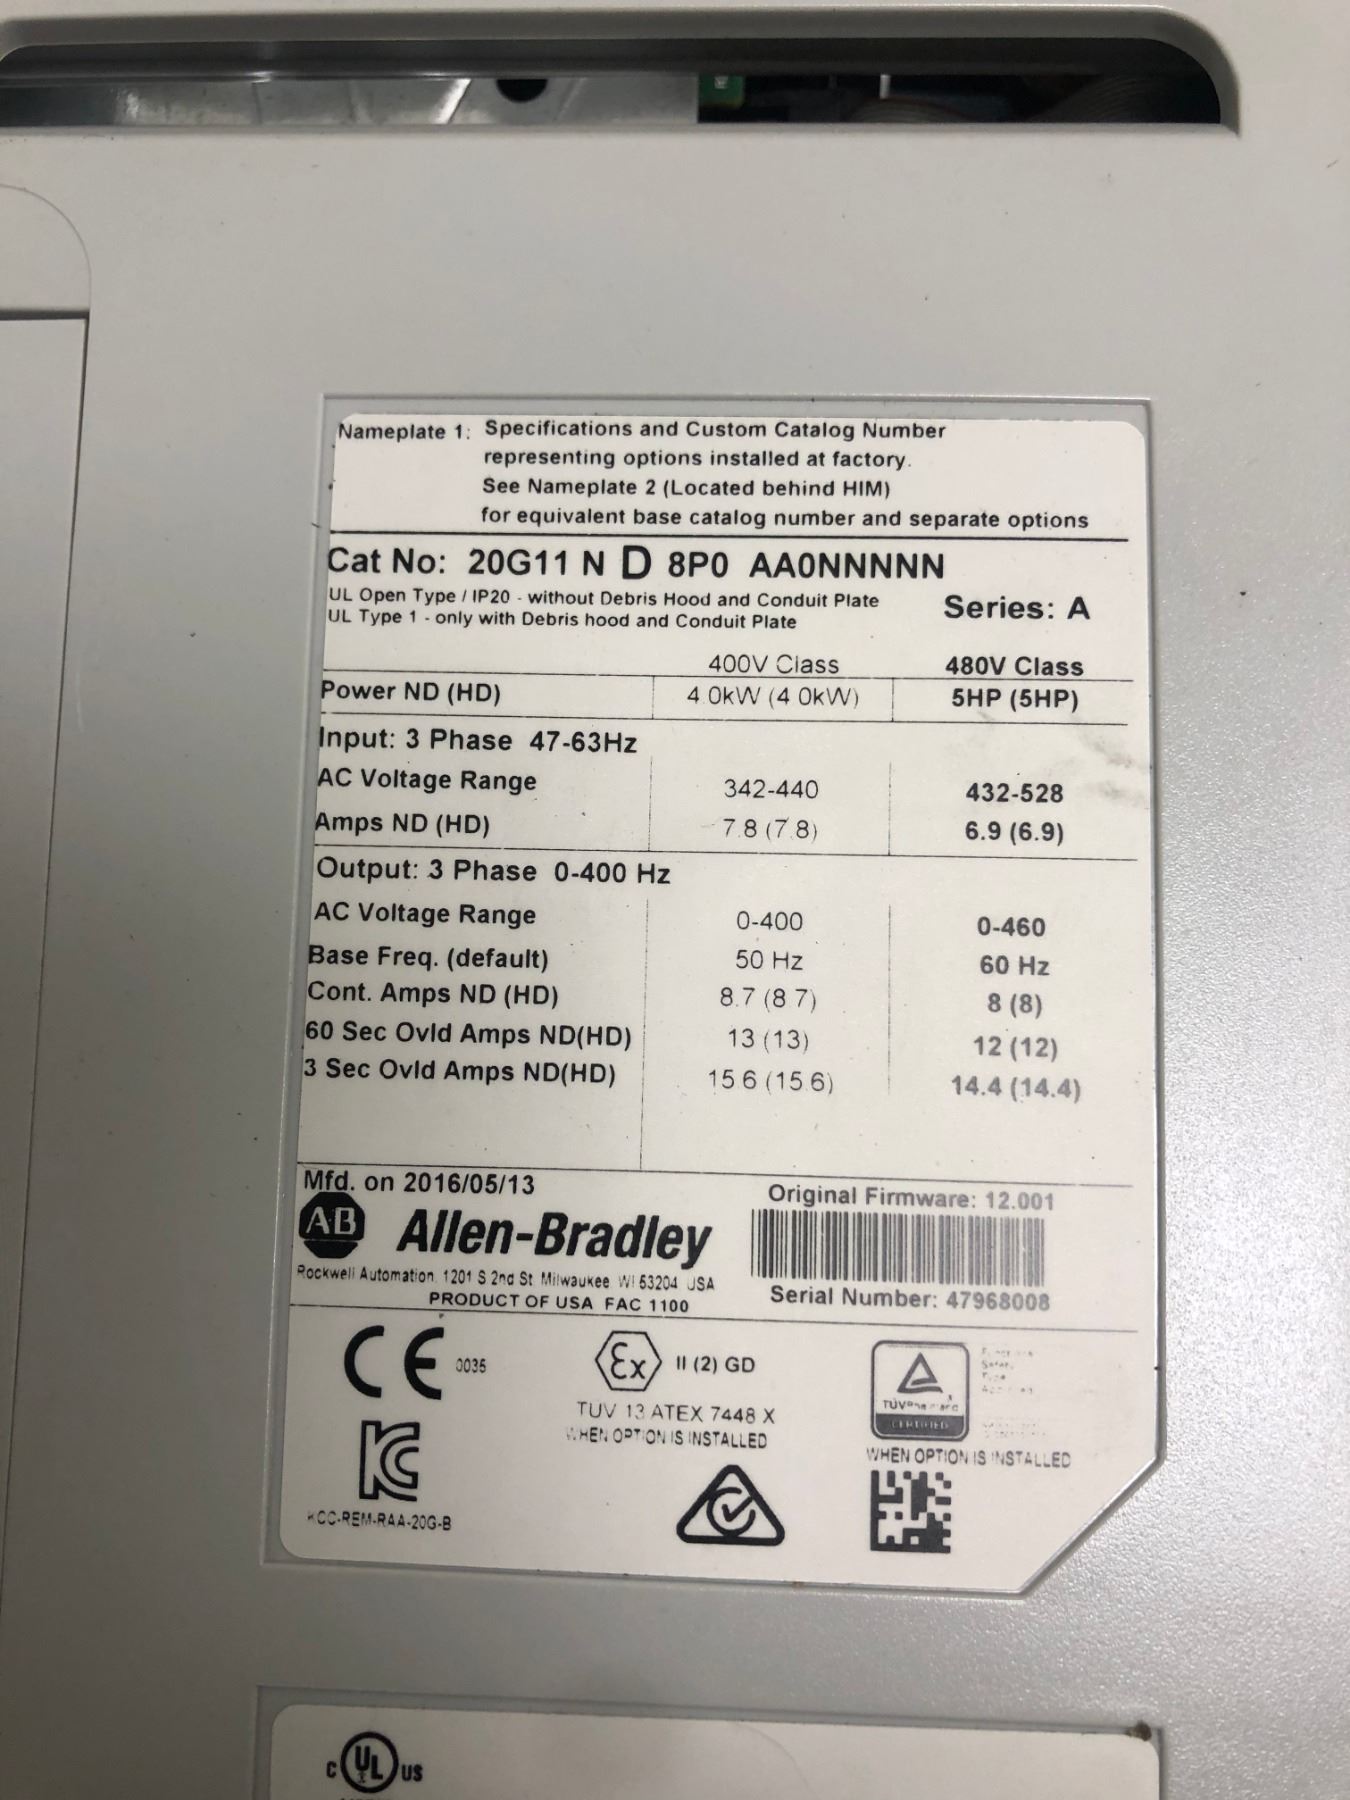 Nameplate 1: Specifications and Custom Catalog Number
representing options installed at factory.
See Nameplate 2 (Located behind HIM)
for equivalent base catalog number and separate options
Cat No: 20G11 N D 8P0 AA0NNNNN
UL Open Type / IP20 - without Debris Hood and Conduit Plate
UL Type 1 - only with Debris hood and Conduit Plate
Series: A
400V Class 480V Class
Power ND (HD) 4.0kW (4.0kW) 5HP (5HP)
Input: 3 Phase 47-63Hz
AC Voltage Range 342-440 432-528
Amps ND (HD) 7.8 (7.8) 6.9 (6.9)
Output: 3 Phase 0-400 Hz
AC Voltage Range 0-400 0-460
Base Freq. (default) 50 Hz 60 Hz
Cont. Amps ND (HD) 8.7 (8.7) 8 (8)
60 Sec Ovld Amps ND(HD) 13 (13) 12 (12)
3 Sec Ovld Amps ND(HD) 15.6 (15.6) 14.4 (14.4)
Mfd. on 2016/05/13
Original Firmware: 12.001
AB Allen-Bradley
Rockwell Automation, 1201 S 2nd St. Milwaukee, WI 53204 USA
PRODUCT OF USA FAC 1100
Serial Number: 47968008
CE 0035
Ex II (2) GD
TUV 13 ATEX 7448 X
WHEN OPTION IS INSTALLED
TÜVRheinland
CERTIFIED
WHEN OPTION IS INSTALLED
KCC-REM-RAA-20G-B
C UL US